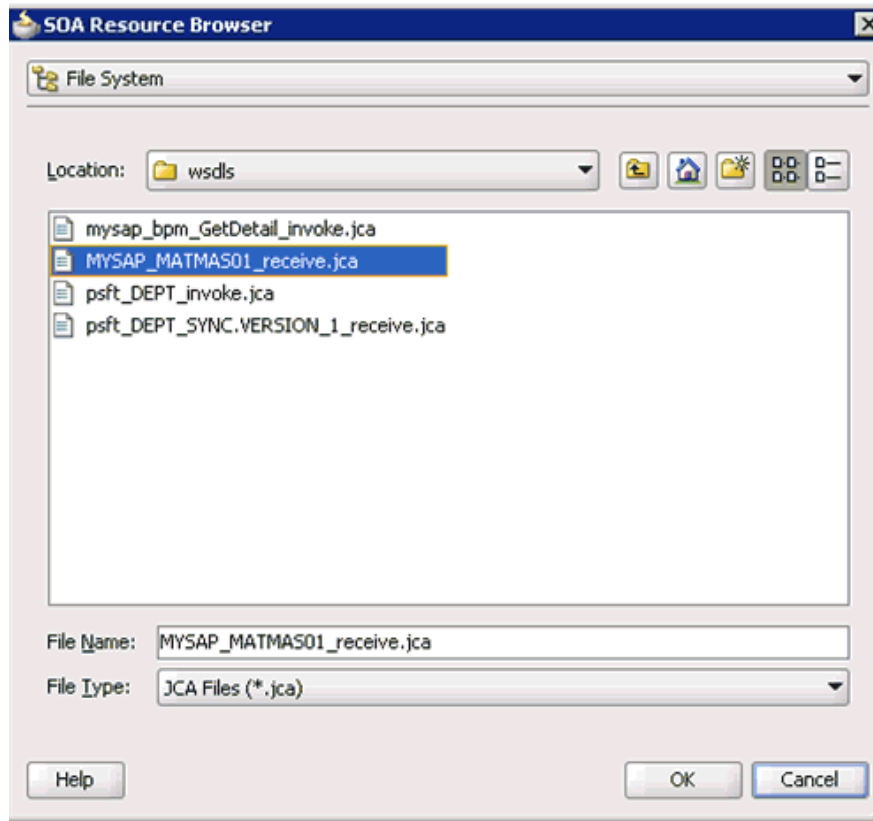 SOA Resource Browser
File System
Location: wsdls
mysap_bpm_GetDetail_invoke.jca
MYSAP_MATMAS01_receive.jca
psft_DEPT_invoke.jca
psft_DEPT_SYNC.VERSION_1_receive.jca
File Name: MYSAP_MATMAS01_receive.jca
File Type: JCA Files (*.jca)
Help OK Cancel